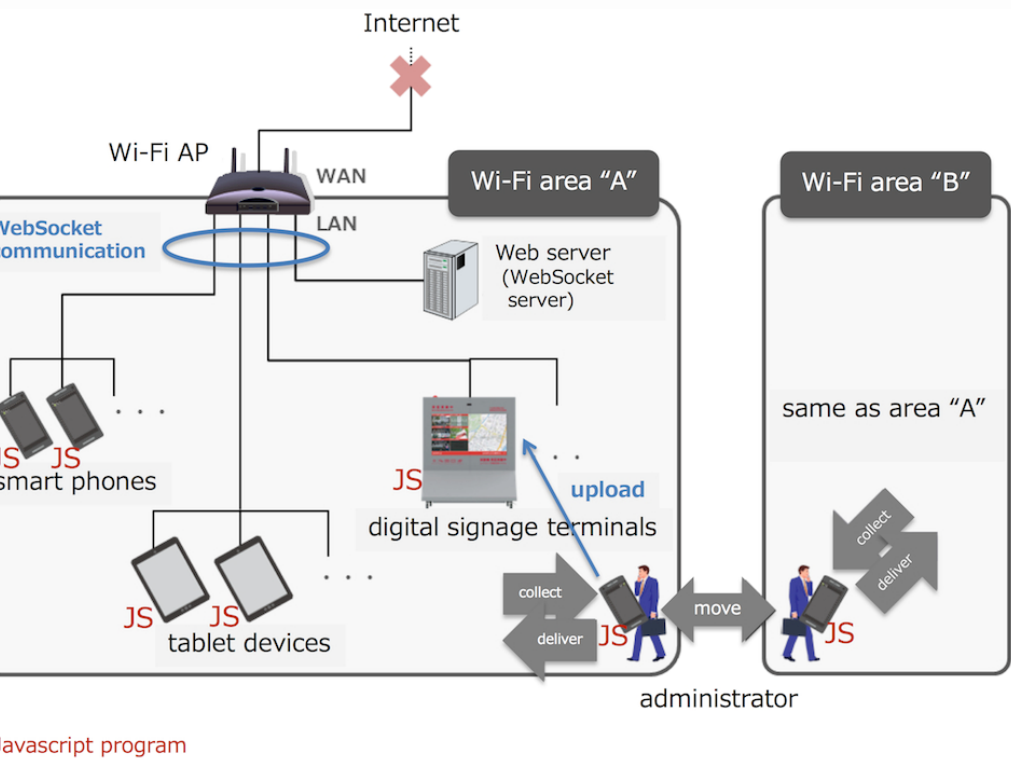 Internet
Wi-Fi AP
WAN
LAN
Wi-Fi area “A”
Wi-Fi area “B”
WebSocket
communication
Web server
(WebSocket
server)
. . .
JS
JS
smart phones
JS
. .
upload
digital signage terminals
same as area “A”
. . .
JS
JS
tablet devices
collect
deliver
JS
move
collect
deliver
JS
administrator
Javascript program